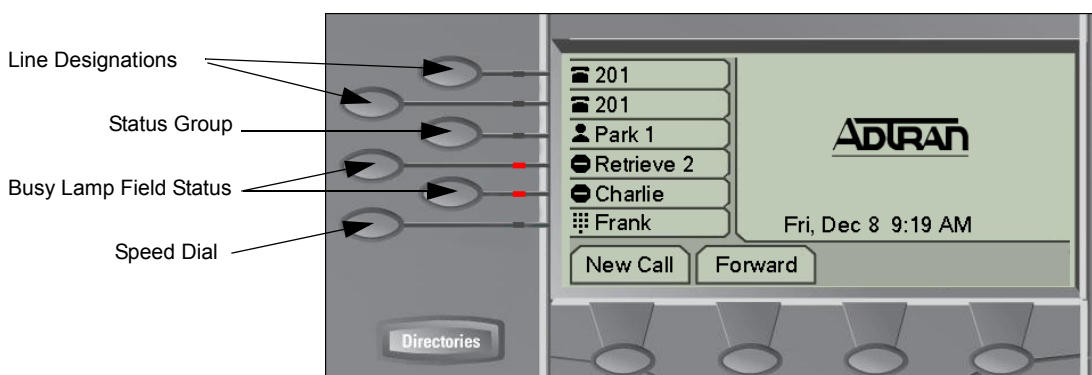 Line Designations
Status Group
Busy Lamp Field Status
Speed Dial
201
201
Park 1
Retrieve 2
Charlie
Frank
ADTRAN
Fri, Dec 8 9:19 AM
New Call
Forward
Directories